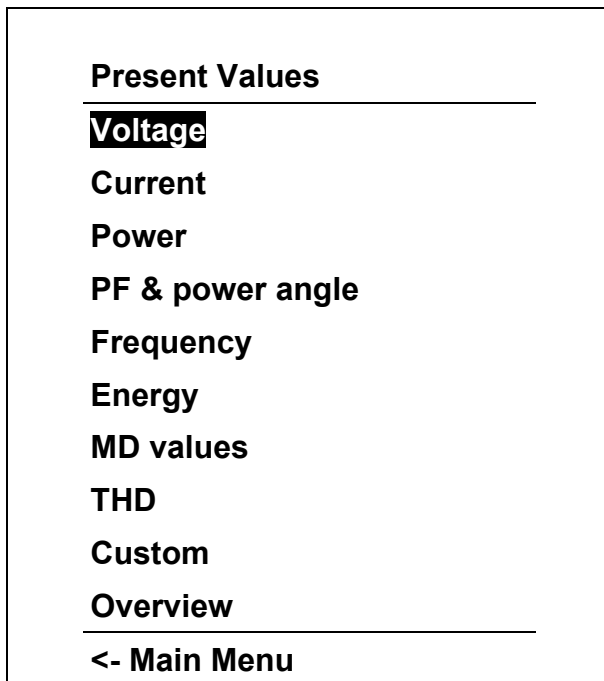 Present Values
Voltage
Current
Power
PF & power angle
Frequency
Energy
MD values
THD
Custom
Overview
<- Main Menu